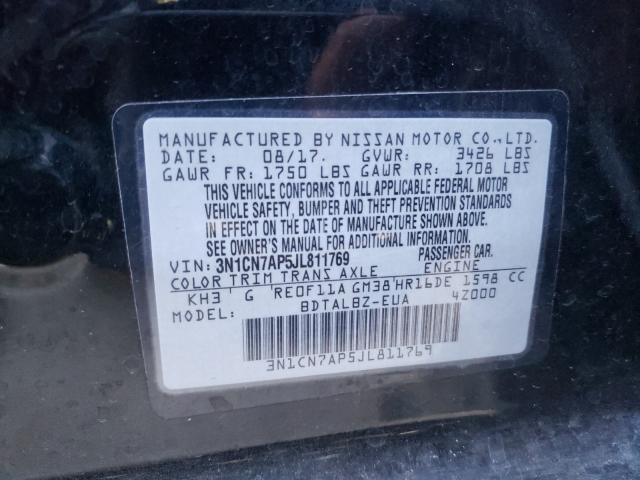 MANUFACTURED BY NISSAN MOTOR CO.,LTD.
DATE: 08/17. GVWR: 3426 LBS
GAWR FR: 1750 LBS GAWR RR: 1708 LBS
THIS VEHICLE CONFORMS TO ALL APPLICABLE FEDERAL MOTOR
VEHICLE SAFETY, BUMPER AND THEFT PREVENTION STANDARDS
IN EFFECT ON THE DATE OF MANUFACTURE SHOWN ABOVE.
SEE OWNER'S MANUAL FOR ADDITIONAL INFORMATION.
VIN: 3N1CN7AP5JL811769 PASSENGER CAR.
COLOR TRIM TRANS AXLE ENGINE
KH3 G RE0F11A GM38 HR16DE 1598 CC
MODEL: BDTALBZ-EUA 4Z000
3N1CN7AP5JL811769